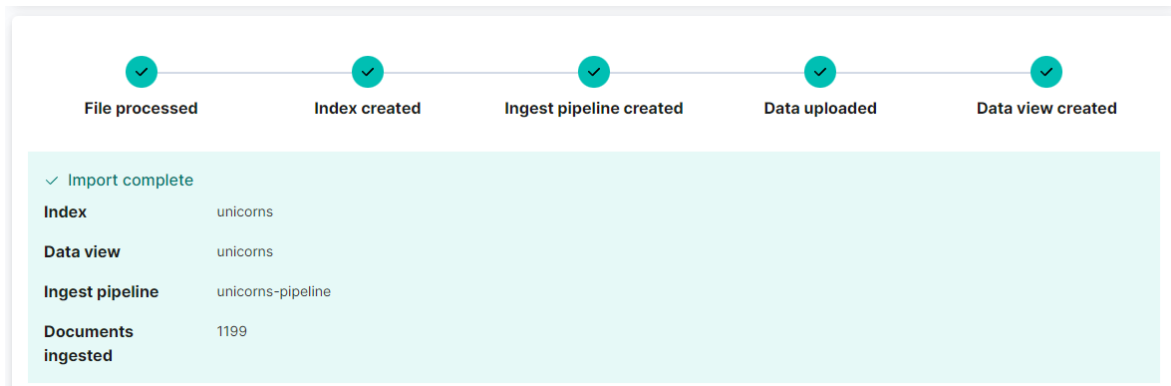 File processed
Index created
Ingest pipeline created
Data uploaded
Data view created
Import complete
Index unicorns
Data view unicorns
Ingest pipeline unicorns-pipeline
Documents ingested 1199